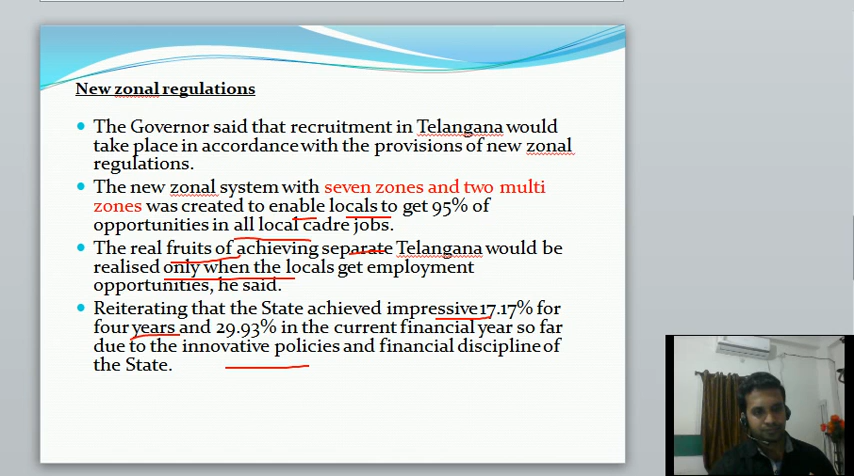 New zonal regulations
The Governor said that recruitment in Telangana would
take place in accordance with the provisions of new zonal
regulations.
The new zonal system with seven zones and two multi
zones was created to enable locals to get 95% of
opportunities in all local cadre jobs.
The real fruits of achieving separate Telangana would be
realised only when the locals get employment
opportunities, he said.
Reiterating that the State achieved impressive 17.17% for
four years and 29.93% in the current financial year so far
due to the innovative policies and financial discipline of
the State.